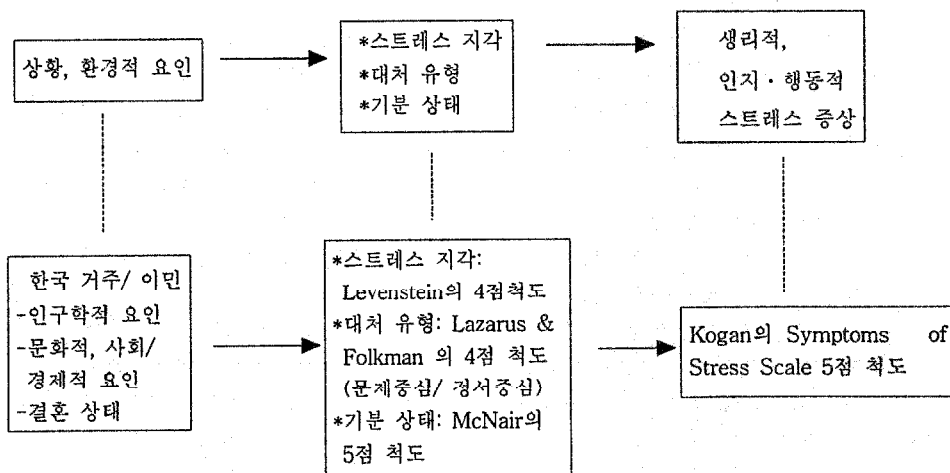 상황, 환경적 요인
*스트레스 지각
*대처 유형
*기분 상태
생리적,
인지·행동적
스트레스 증상
한국 거주/ 이민
-인구학적 요인
-문화적, 사회/
경제적 요인
-결혼 상태
*스트레스 지각:
Levenstein의 4점척도
*대처 유형: Lazarus &
Folkman 의 4점 척도
(문제중심/ 경서중심)
*기분 상태: McNair의
5점 척도
Kogan의 Symptoms of
Stress Scale 5점 척도